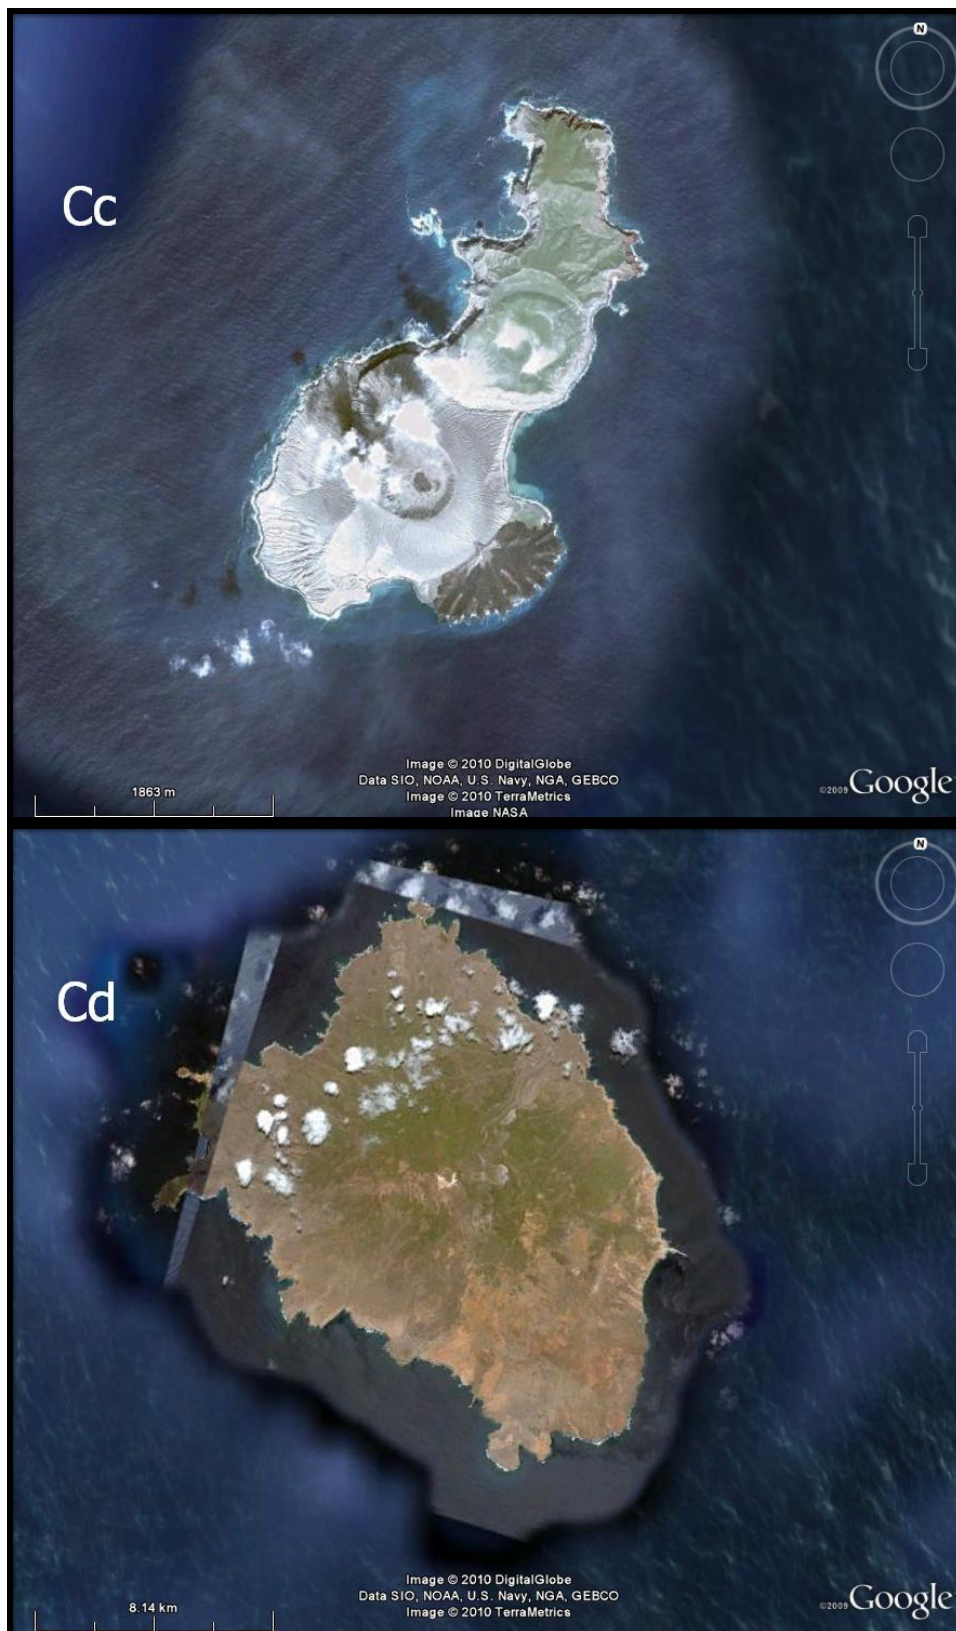 N
Cc
Image © 2010 DigitalGlobe
Data SIO, NOAA, U.S. Navy, NGA, GEBCO
Image © 2010 TerraMetrics
Image NASA
1863 m
©2009 Google
N
Cd
Image © 2010 DigitalGlobe
Data SIO, NOAA, U.S. Navy, NGA, GEBCO
Image © 2010 TerraMetrics
8.14 km
©2009 Google